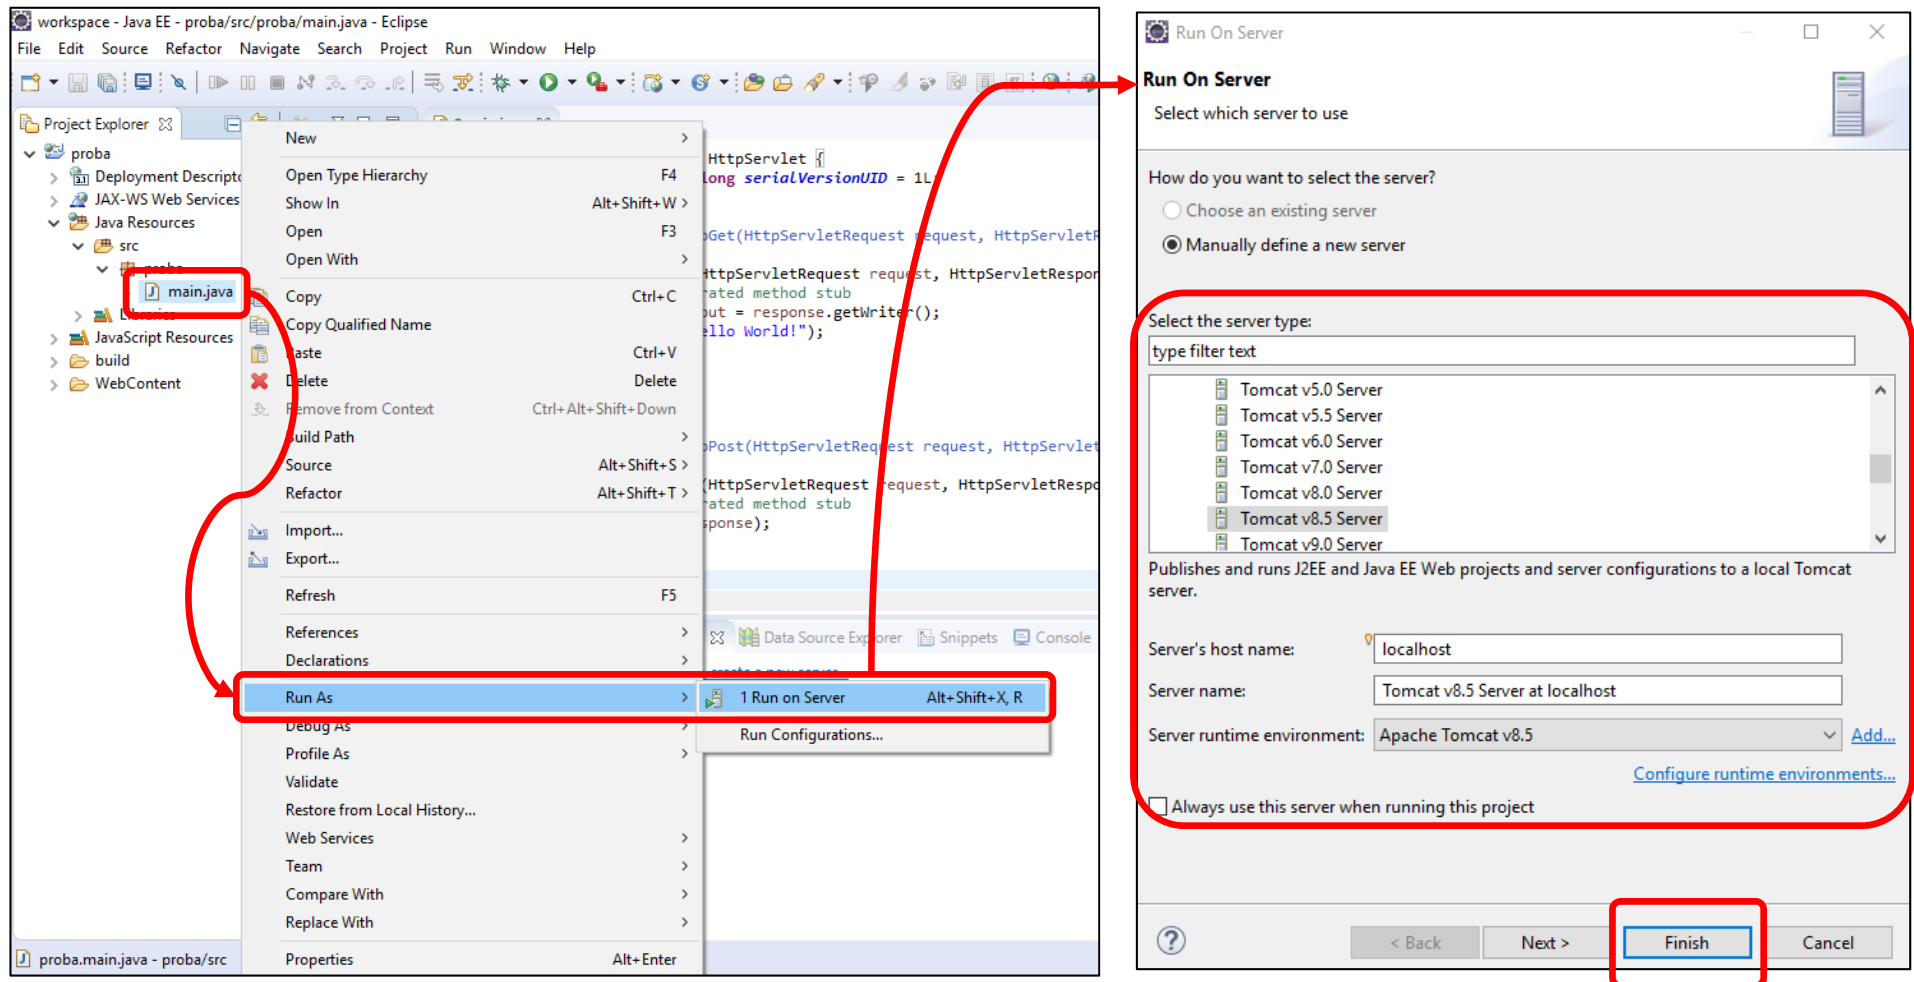 workspace - Java EE - proba/src/proba/main.java - Eclipse
File Edit Source Refactor Navigate Search Project Run Window Help
Project Explorer
proba
Deployment
JAX-WS Web Services
Java Resources
src
proba
main.java
Libraries
JavaScript Resources
build
WebContent
proba.main.java - proba/src
New
Open Type Hierarchy F4
Show In Alt+Shift+W
Open F3
Open With
Copy Ctrl+C
Copy Qualified Name
Paste Ctrl+V
Delete Delete
Remove from Context Ctrl+Alt+Shift+Down
Build Path
Source Alt+Shift+S
Refactor Alt+Shift+T
Import...
Export...
Refresh F5
References
Declarations
Run As
Debug As
Profile As
Validate
Restore from Local History...
Web Services
Team
Compare With
Replace With
Properties Alt+Enter
1 Run on Server Alt+Shift+X, R
Run Configurations...
HttpServlet {
long serialVersionUID = 1L;
Get(HttpServletRequest request, HttpServletR
HttpServletRequest request, HttpServletRespon
rated method stub
out = response.getWriter();
ello World!");
Post(HttpServletRequest request, HttpServlet
(HttpServletRequest request, HttpServletRespo
rated method stub
sponse);
Data Source Explorer Snippets Console
create a new server
Run On Server
Run On Server
Select which server to use
How do you want to select the server?
Choose an existing server
Manually define a new server
Select the server type:
type filter text
Tomcat v5.0 Server
Tomcat v5.5 Server
Tomcat v6.0 Server
Tomcat v7.0 Server
Tomcat v8.0 Server
Tomcat v8.5 Server
Tomcat v9.0 Server
Publishes and runs J2EE and Java EE Web projects and server configurations to a local Tomcat
server.
Server's host name: localhost
Server name: Tomcat v8.5 Server at localhost
Server runtime environment: Apache Tomcat v8.5 Add...
Configure runtime environments...
Always use this server when running this project
< Back Next > Finish Cancel